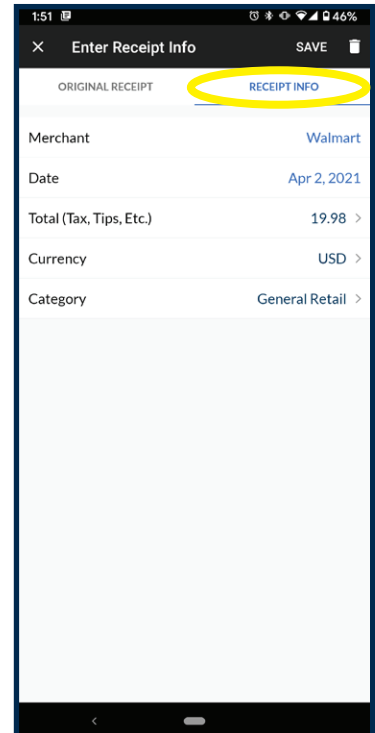 1:51 46%
Enter Receipt Info SAVE
ORIGINAL RECEIPT RECEIPT INFO
Merchant Walmart
Date Apr 2, 2021
Total (Tax, Tips, Etc.) 19.98
Currency USD
Category General Retail